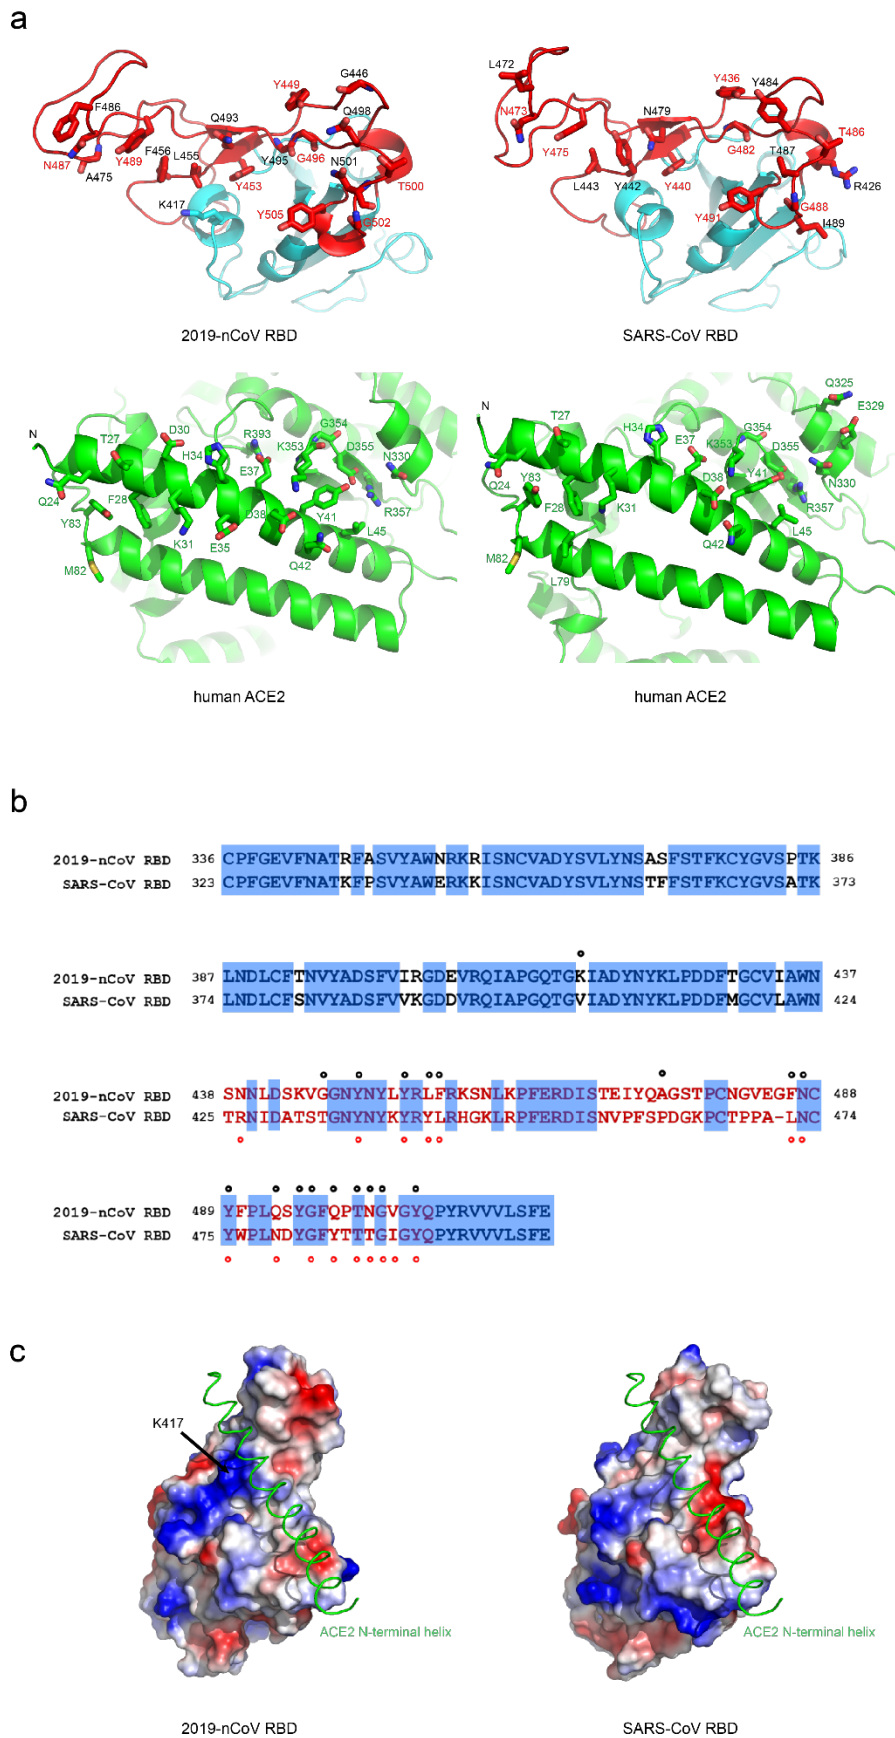 a
L472
Y449
G446
Y436
Y484
F486
Q493
Q498
N473
N479
N487
Y489
F456
L455
Y495
G496
N501
Y475
G482
T487
T486
A475
Y453
T500
L443
Y442
Y440
R426
K417
Y505
G502
Y491
G488
I489
2019-nCoV RBD
SARS-CoV RBD
Q325
E329
N
T27
D30
R393
K353
G354
D355
N330
H34
E37
N
T27
H34
E37
K353
G354
D355
N330
Q24
Y83
F28
K31
E35
D38
Y41
R357
L45
Q42
M82
Q24
Y83
F28
K31
D38
Y41
R357
L45
Q42
M82
L79
human ACE2
human ACE2
b
2019-nCoV RBD 336 CPFGEVFNATRFASVYAWNRKRISNCVADYSVLYNSASFSTFKCYGVSPTK 386
SARS-CoV RBD 323 CPFGEVFNATKFPSVYAWERKKISNCVADYSVLYNSTFFSTFKCYGVSATK 373
2019-nCoV RBD 387 LNDLCFTNVYADSFVIRGDEVRQIAPGQTGKIADYNYKLPDDFTGCVIAWN 437
SARS-CoV RBD 374 LNDLCFSNVYADSFVVKGDDVRQIAPGQTGVIADYNYKLPDDFMGCVLAWN 424
2019-nCoV RBD 438 SNNLDSKVGGNYNYLYRLFRKSNLKPFERDISTEIYQAGSTPCNGVEGFNC 488
SARS-CoV RBD 425 TRNIDATSTGNYNYKYRYLRHGKLRPFERDISNVPFSPDGKPCTPPA-LNC 474
2019-nCoV RBD 489 YFPLQSYGFQPTNGVGYQPYRVVVLSFE
SARS-CoV RBD 475 YWPLNDYGFYTTTGIGYQPYRVVVLSFE
c
K417
ACE2 N-terminal helix
ACE2 N-terminal helix
2019-nCoV RBD
SARS-CoV RBD